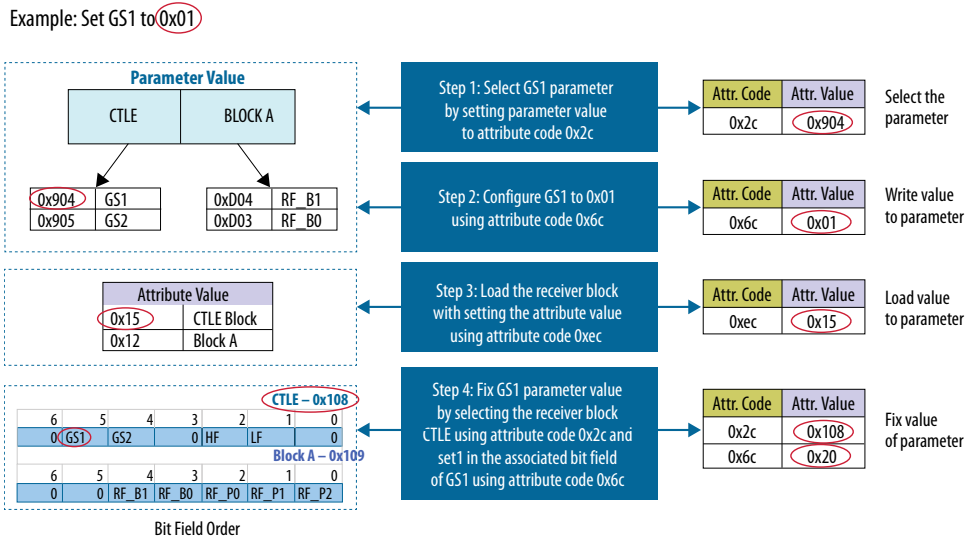 Example: Set GS1 to 0x01
Parameter Value
CTLE BLOCK A
0x904 GS1
0x905 GS2
0xD04 RF_B1
0xD03 RF_B0
Step 1: Select GS1 parameter
by setting parameter value
to attribute code 0x2c
Attr. Code Attr. Value
0x2c 0x904
Select the
parameter
Step 2: Configure GS1 to 0x01
using attribute code 0x6c
Attr. Code Attr. Value
0x6c 0x01
Write value
to parameter
Attribute Value
0x15 CTLE Block
0x12 Block A
Step 3: Load the receiver block
with setting the attribute value
using attribute code 0xec
Attr. Code Attr. Value
0xec 0x15
Load value
to parameter
CTLE – 0x108
6 5 4 3 2 1 0
0 GS1 GS2 0 HF LF 0
Block A – 0x109
6 5 4 3 2 1 0
0 0 RF_B1 RF_B0 RF_P0 RF_P1 RF_P2
Bit Field Order
Step 4: Fix GS1 parameter value
by selecting the receiver block
CTLE using attribute code 0x2c and
set1 in the associated bit field
of GS1 using attribute code 0x6c
Attr. Code Attr. Value
0x2c 0x108
0x6c 0x20
Fix value
of parameter